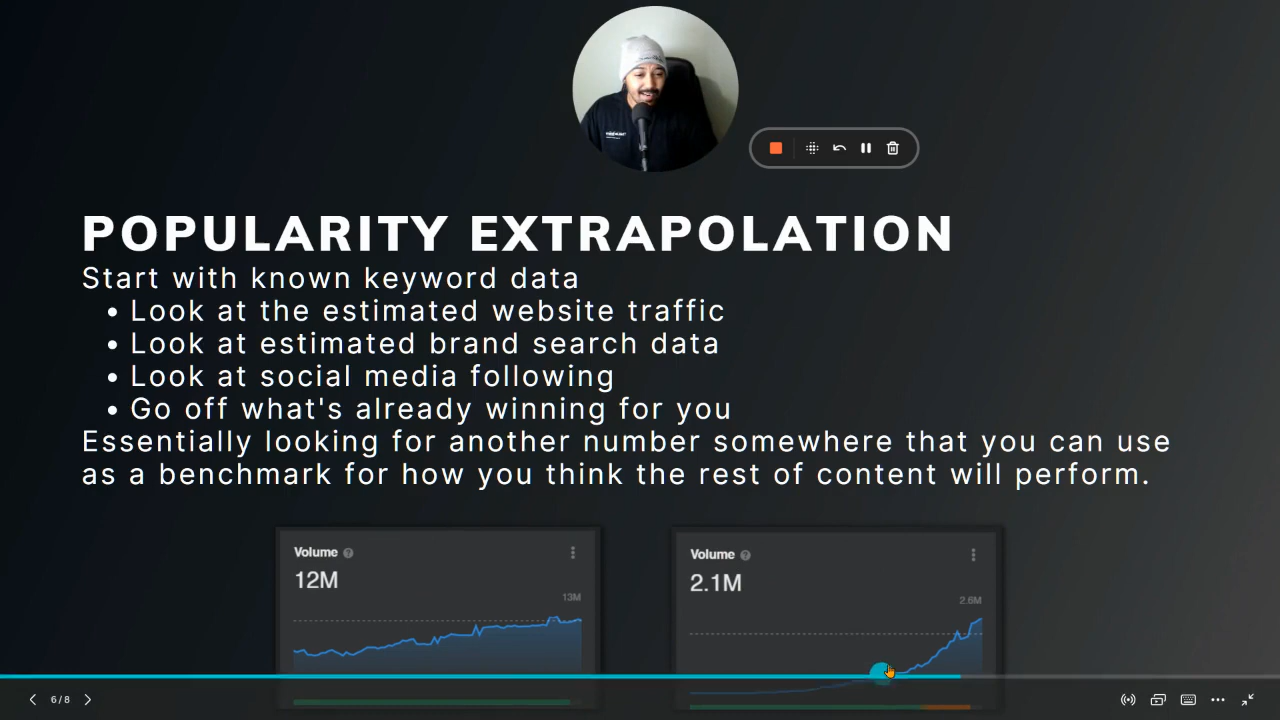 POPULARITY EXTRAPOLATION
Start with known keyword data
• Look at the estimated website traffic
• Look at estimated brand search data
• Look at social media following
• Go off what's already winning for you
Essentially looking for another number somewhere that you can use
as a benchmark for how you think the rest of content will perform.
Volume ?
12M
13M
Volume ?
2.1M
2.6M
6/8